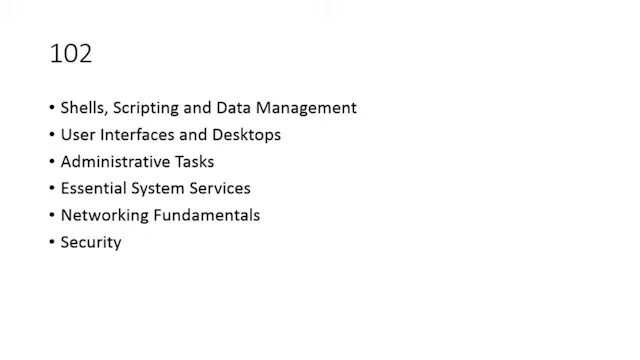 102
• Shells, Scripting and Data Management
• User Interfaces and Desktops
• Administrative Tasks
• Essential System Services
• Networking Fundamentals
• Security